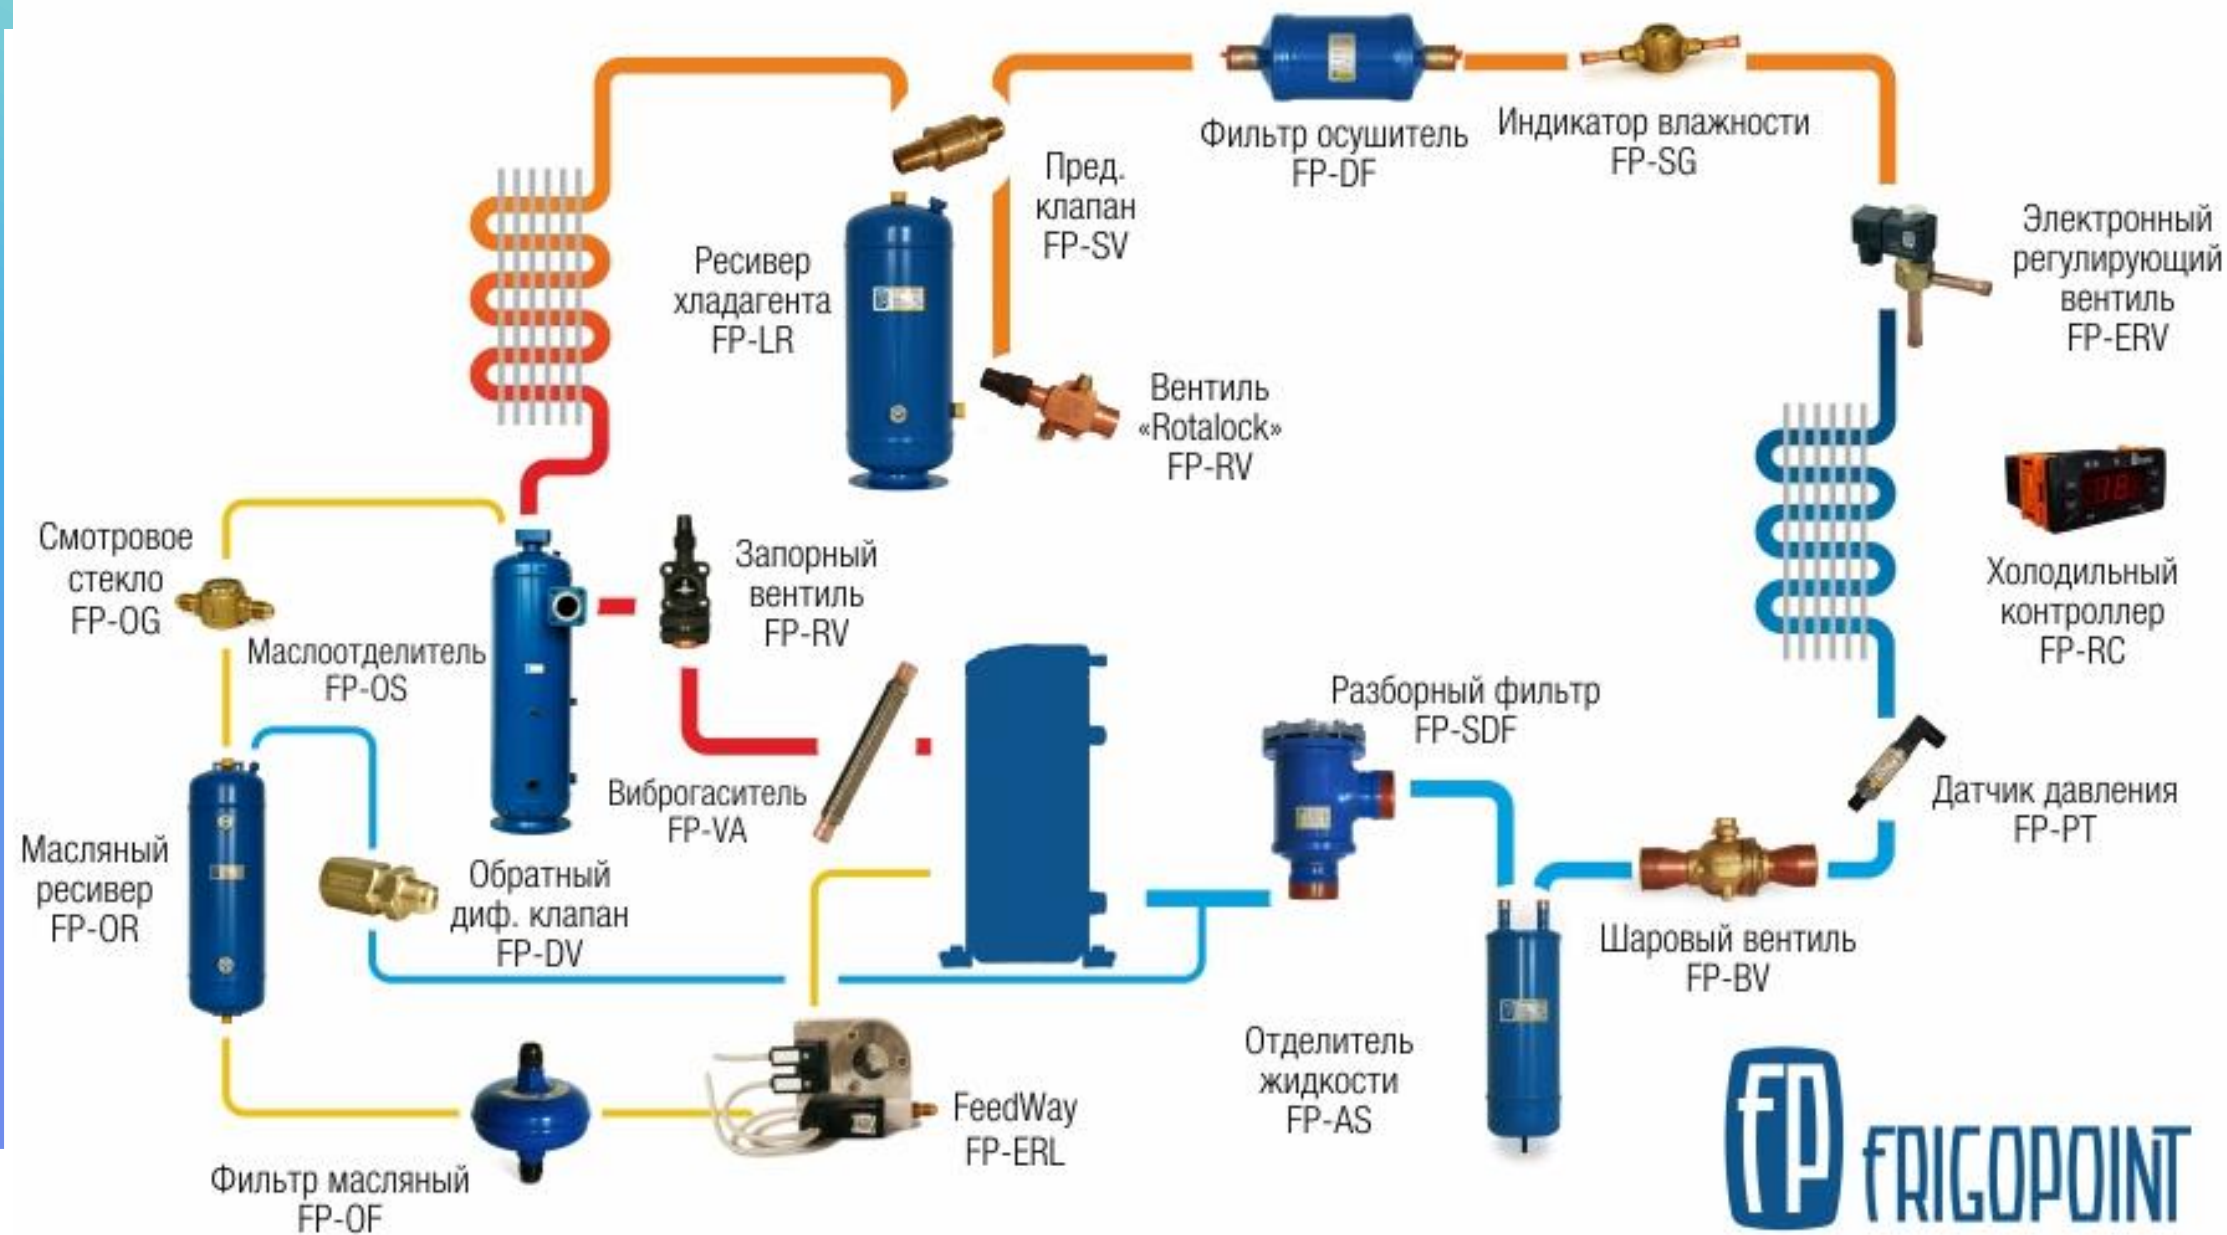 Фильтр осушитель
FP-DF
Индикатор влажности
FP-SG
Пред.
клапан
FP-SV
Электронный
регулирующий
вентиль
FP-ERV
Ресивер
хладагента
FP-LR
Вентиль
«Rotalock»
FP-RV
Смотровое
стекло
FP-OG
Запорный
вентиль
FP-RV
Холодильный
контроллер
FP-RC
Маслоотделитель
FP-OS
Разборный фильтр
FP-SDF
Виброгаситель
FP-VA
Датчик давления
FP-PT
Масляный
ресивер
FP-OR
Обратный
диф. клапан
FP-DV
Шаровый вентиль
FP-BV
Отделитель
жидкости
FP-AS
FeedWay
FP-ERL
Фильтр масляный
FP-OF
FP FRIGOPOINT